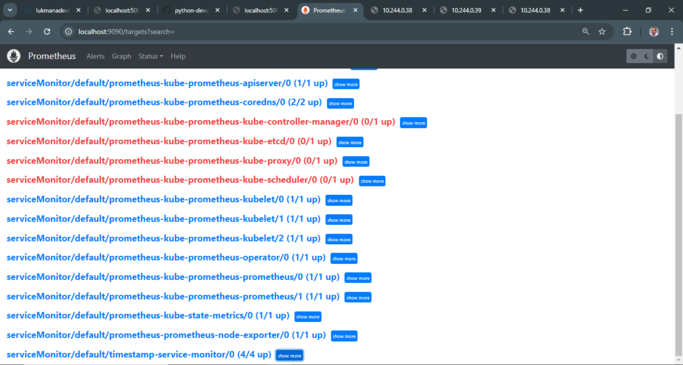 lukmanaden
localhost:50
python-devo
localhost:50
Prometheus
10.244.0.38
10.244.0.39
10.244.0.38
localhost:9090/targets?search=
Prometheus Alerts Graph Status Help
serviceMonitor/default/prometheus-kube-prometheus-apiserver/0 (1/1 up) show more
serviceMonitor/default/prometheus-kube-prometheus-coredns/0 (2/2 up) show more
serviceMonitor/default/prometheus-kube-prometheus-kube-controller-manager/0 (0/1 up) show more
serviceMonitor/default/prometheus-kube-prometheus-kube-etcd/0 (0/1 up) show more
serviceMonitor/default/prometheus-kube-prometheus-kube-proxy/0 (0/1 up) show more
serviceMonitor/default/prometheus-kube-prometheus-kube-scheduler/0 (0/1 up) show more
serviceMonitor/default/prometheus-kube-prometheus-kubelet/0 (1/1 up) show more
serviceMonitor/default/prometheus-kube-prometheus-kubelet/1 (1/1 up) show more
serviceMonitor/default/prometheus-kube-prometheus-kubelet/2 (1/1 up) show more
serviceMonitor/default/prometheus-kube-prometheus-operator/0 (1/1 up) show more
serviceMonitor/default/prometheus-kube-prometheus-prometheus/0 (1/1 up) show more
serviceMonitor/default/prometheus-kube-prometheus-prometheus/1 (1/1 up) show more
serviceMonitor/default/prometheus-kube-state-metrics/0 (1/1 up) show more
serviceMonitor/default/prometheus-prometheus-node-exporter/0 (1/1 up) show more
serviceMonitor/default/timestamp-service-monitor/0 (4/4 up) show more